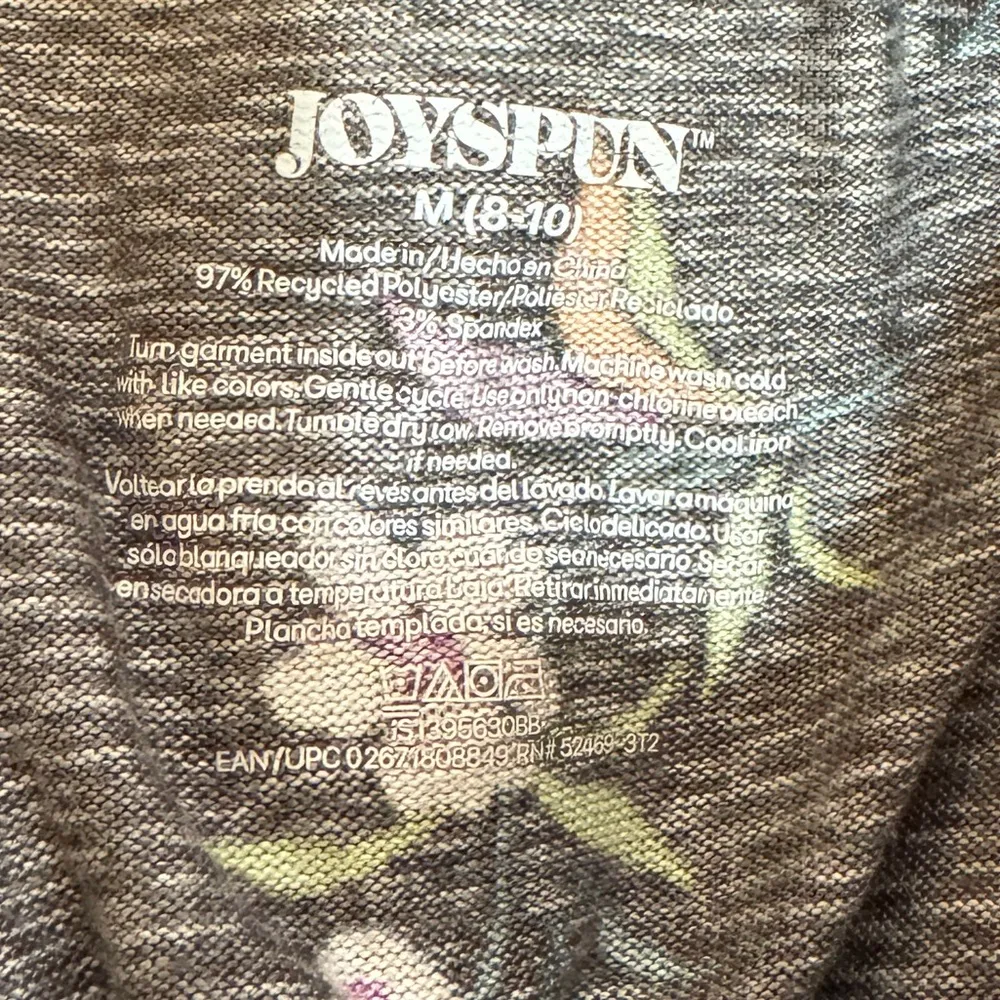 JOYSPUN™
M (8-10)
Made in/Hecho en China
97% Recycled Polyester/Poliéster Reciclado
3% Spandex
Turn garment inside out before wash. Machine wash cold
with like colors. Gentle cycle. Use only non-chlorine bleach
when needed. Tumble dry low. Remove promptly. Cool iron
if needed.
Voltear la prenda al revés antes del lavado. Lavar a máquina
en agua fría con colores similares. Ciclo delicado. Usar
sólo blanqueador sin cloro cuando sea necesario. Secar
en secadora a temperatura baja. Retirar inmediatamente.
Plancha templada, si es necesario.
JS1395630BB
EAN/UPC 02671808849 RN# 52469-3T2